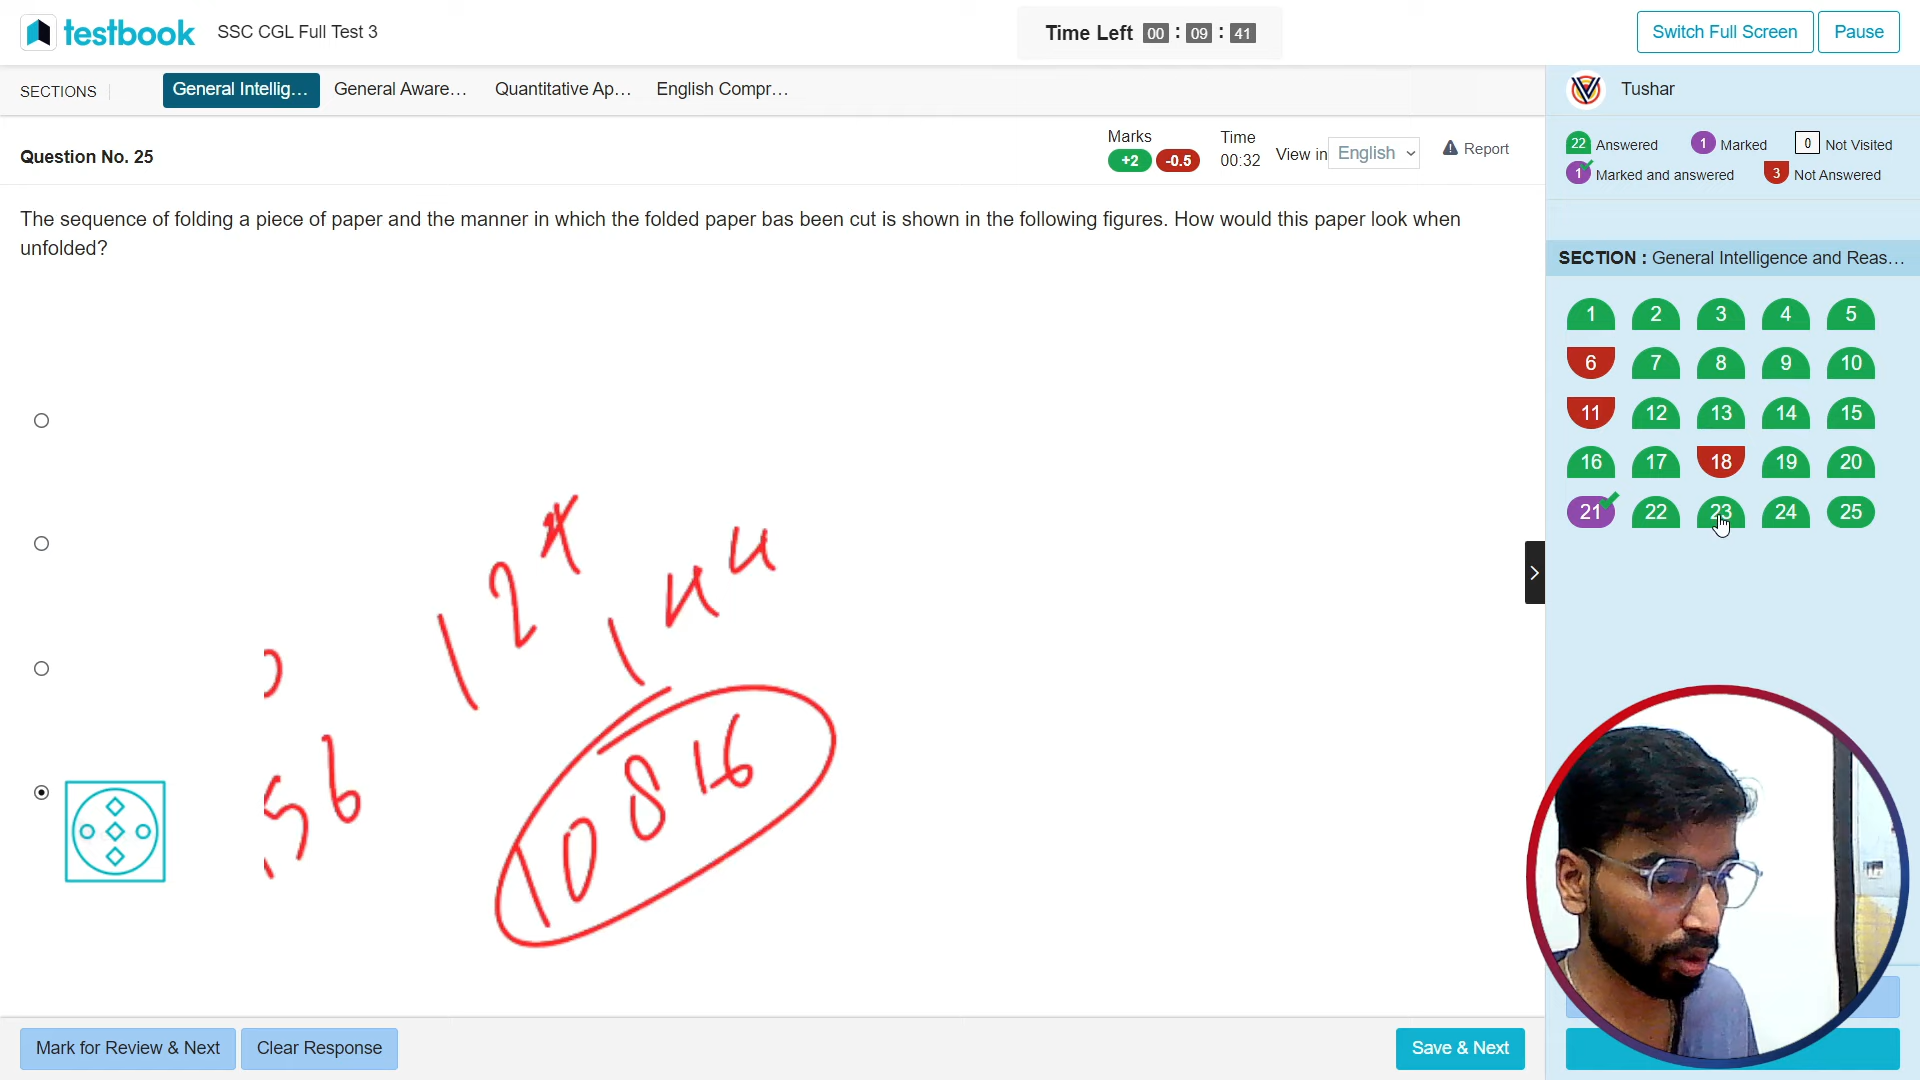 testbook SSC CGL Full Test 3 Time Left 00 : 09 : 41 Switch Full Screen Pause
SECTIONS General Intellig... General Aware... Quantitative Ap... English Compr... Tushar
Question No. 25 Marks +2 -0.5 Time 00:32 View in English Report
22 Answered 1 Marked 0 Not Visited
1 Marked and answered 3 Not Answered
The sequence of folding a piece of paper and the manner in which the folded paper bas been cut is shown in the following figures. How would this paper look when
unfolded?
SECTION : General Intelligence and Reas...
1 2 3 4 5
6 7 8 9 10
11 12 13 14 15
16 17 18 19 20
21 22 23 24 25
12
144
56
10816
Mark for Review & Next Clear Response Save & Next